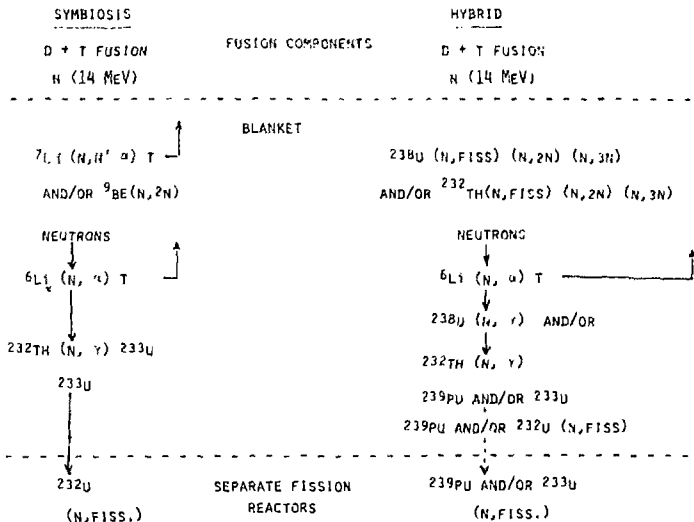 SYMBIOSIS
D + T FUSION
N (14 MeV)
FUSION COMPONENTS
HYBRID
D + T FUSION
N (14 MeV)
BLANKET
⁷Li (N,N' α) T
AND/OR ⁹BE(N,2N)
NEUTRONS
⁶Li (N, α) T
²³²TH (N, γ) ²³³U
²³³U
²³⁸U (N,FISS) (N,2N) (N,3N)
AND/OR ²³²TH(N,FISS) (N,2N) (N,3N)
NEUTRONS
⁶Li (N, α) T
²³⁸U (N, γ) AND/OR
²³²TH (N, γ)
²³⁹PU AND/OR ²³³U
²³⁹PU AND/OR ²³²U (N,FISS)
²³²U
(N,FISS.)
SEPARATE FISSION
REACTORS
²³⁹PU AND/OR ²³³U
(N,FISS.)